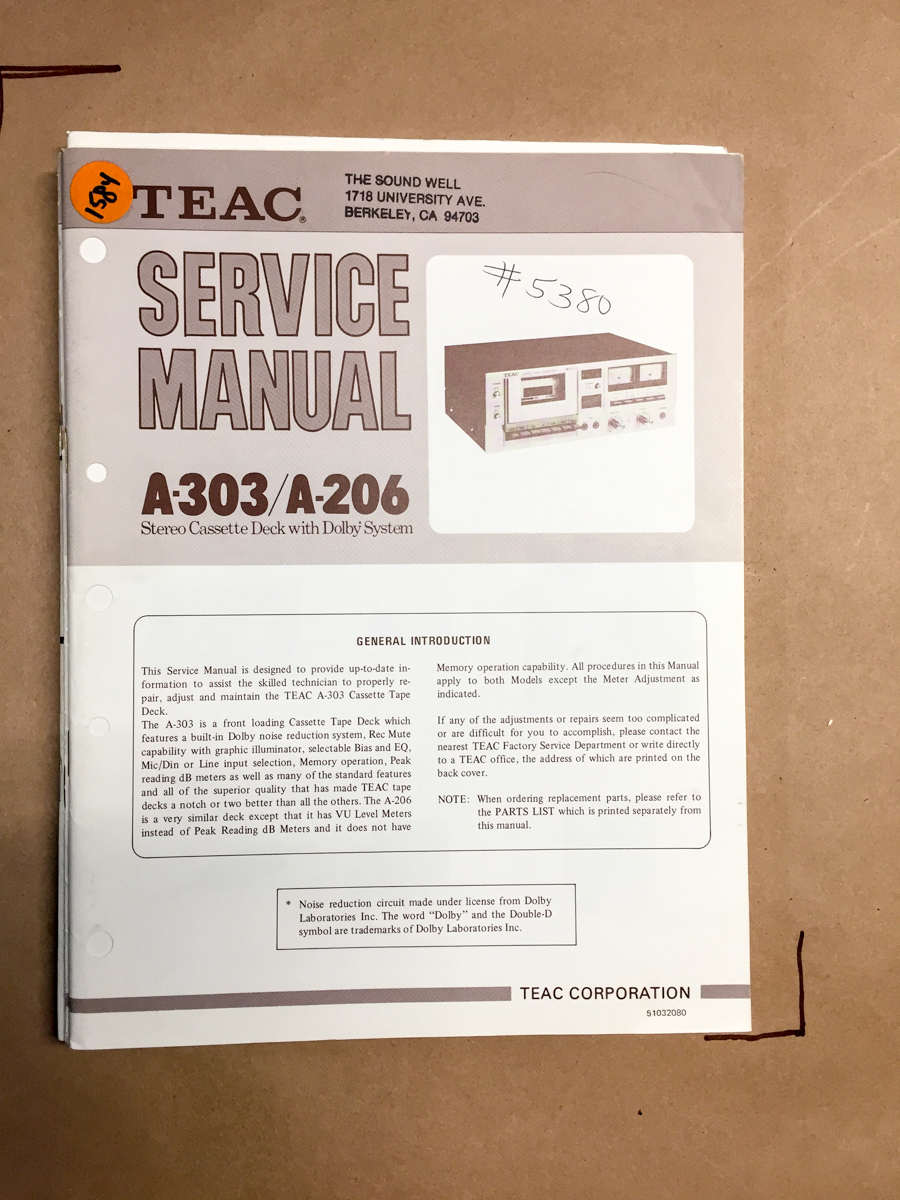 1584
TEAC®
THE SOUND WELL
1718 UNIVERSITY AVE.
BERKELEY, CA 94703
SERVICE
MANUAL
#5380
TEAC
A-303/A-206
Stereo Cassette Deck with Dolby* System
GENERAL INTRODUCTION
This Service Manual is designed to provide up-to-date in-
formation to assist the skilled technician to properly re-
pair, adjust and maintain the TEAC A-303 Cassette Tape
Deck.
The A-303 is a front loading Cassette Tape Deck which
features a built-in Dolby noise reduction system, Rec Mute
capability with graphic illuminator, selectable Bias and EQ,
Mic/Din or Line input selection, Memory operation, Peak
reading dB meters as well as many of the standard features
and all of the superior quality that has made TEAC tape
decks a notch or two better than all the others. The A-206
is a very similar deck except that it has VU Level Meters
instead of Peak Reading dB Meters and it does not have
Memory operation capability. All procedures in this Manual
apply to both Models except the Meter Adjustment as
indicated.
If any of the adjustments or repairs seem too complicated
or are difficult for you to accomplish, please contact the
nearest TEAC Factory Service Department or write directly
to a TEAC office, the address of which are printed on the
back cover.
NOTE: When ordering replacement parts, please refer to
the PARTS LIST which is printed separately from
this manual.
* Noise reduction circuit made under license from Dolby
Laboratories Inc. The word "Dolby" and the Double-D
symbol are trademarks of Dolby Laboratories Inc.
TEAC CORPORATION
51032080